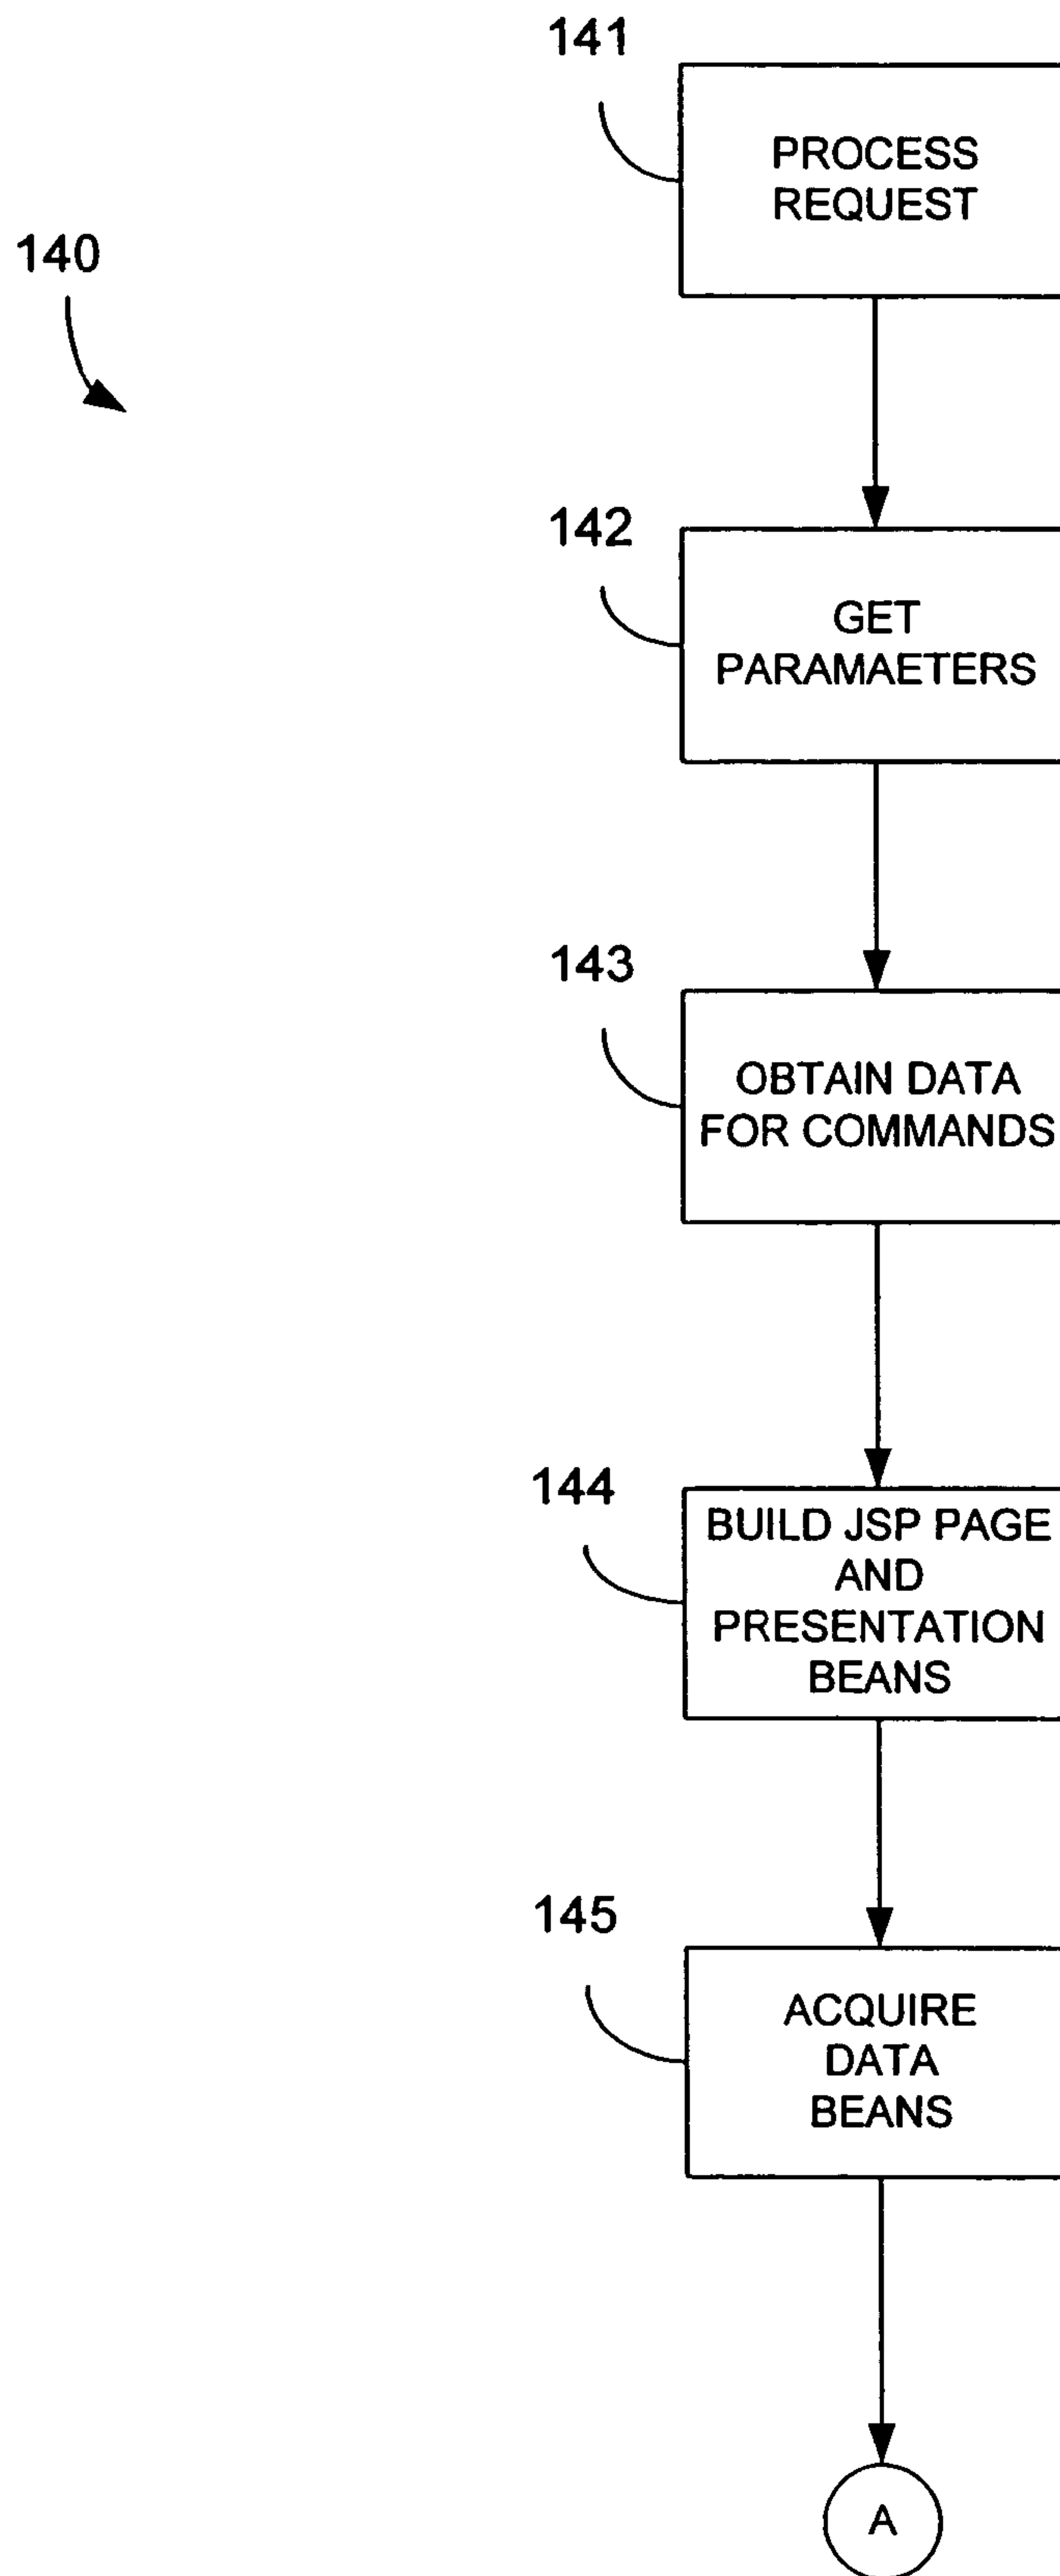 141
PROCESS
REQUEST
140
142
GET
PARAMAETERS
143
OBTAIN DATA
FOR COMMANDS
144
BUILD JSP PAGE
AND
PRESENTATION
BEANS
145
ACQUIRE
DATA
BEANS
A